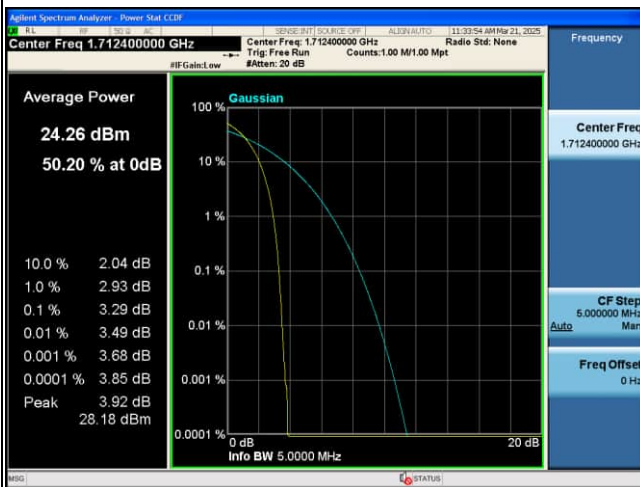 Agilent Spectrum Analyzer - Power Stat CCDF
RL RF 50 Ω AC SENSE:INT SOURCE OFF ALIGN AUTO 11:33:54 AM Mar 21, 2025
Center Freq 1.712400000 GHz
Center Freq: 1.712400000 GHz Radio Std: None
Trig: Free Run Counts:1.00 M/1.00 Mpt
#IFGain:Low #Atten: 20 dB
Frequency
Average Power
24.26 dBm
50.20 % at 0dB
10.0 % 2.04 dB
1.0 % 2.93 dB
0.1 % 3.29 dB
0.01 % 3.49 dB
0.001 % 3.68 dB
0.0001 % 3.85 dB
Peak 3.92 dB
28.18 dBm
Gaussian
100 %
10 %
1 %
0.1 %
0.01 %
0.001 %
0.0001 %
0 dB 20 dB
Info BW 5.0000 MHz
Center Freq
1.712400000 GHz
CF Step
5.000000 MHz
Auto Man
Freq Offset
0 Hz
MSG STATUS